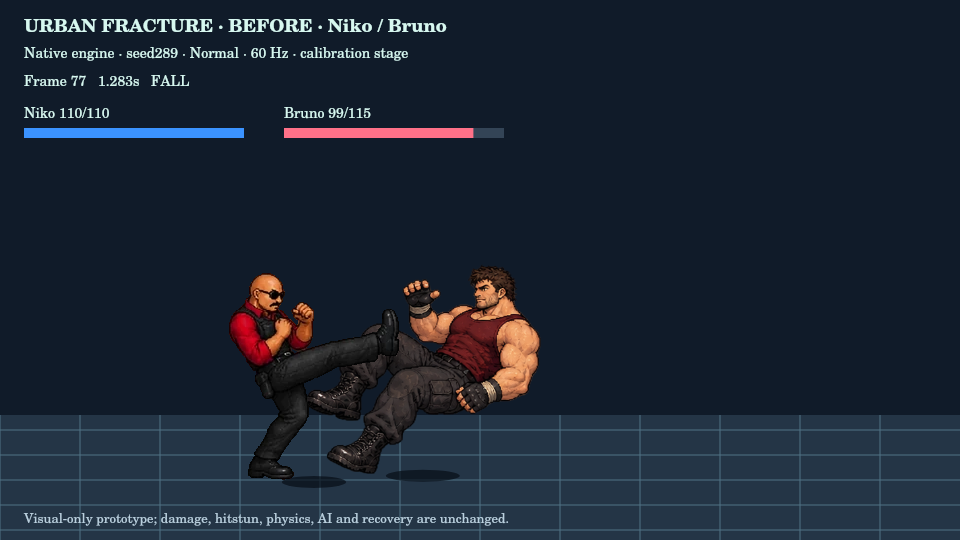 URBAN FRACTURE · BEFORE · Niko / Bruno
Native engine · seed289 · Normal · 60 Hz · calibration stage
Frame 77 1.283s FALL
Niko 110/110 Bruno 99/115
Visual-only prototype; damage, hitstun, physics, AI and recovery are unchanged.